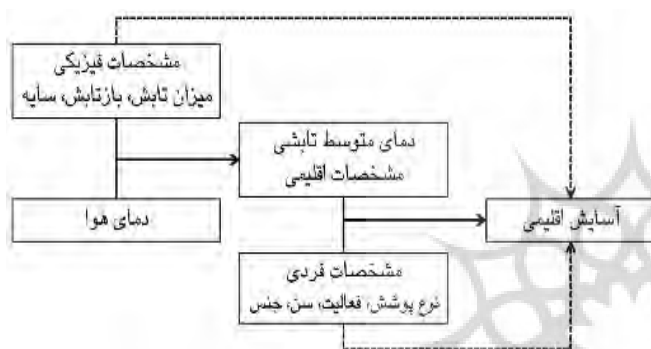 مشخصات فیزیکی
میزان تابش، بازتابش، سایه
دمای متوسط تابشی
مشخصات اقلیمی
دمای هوا
آسایش اقلیمی
مشخصات فردی
نوع پوشش، فعالیت، سن، جنس